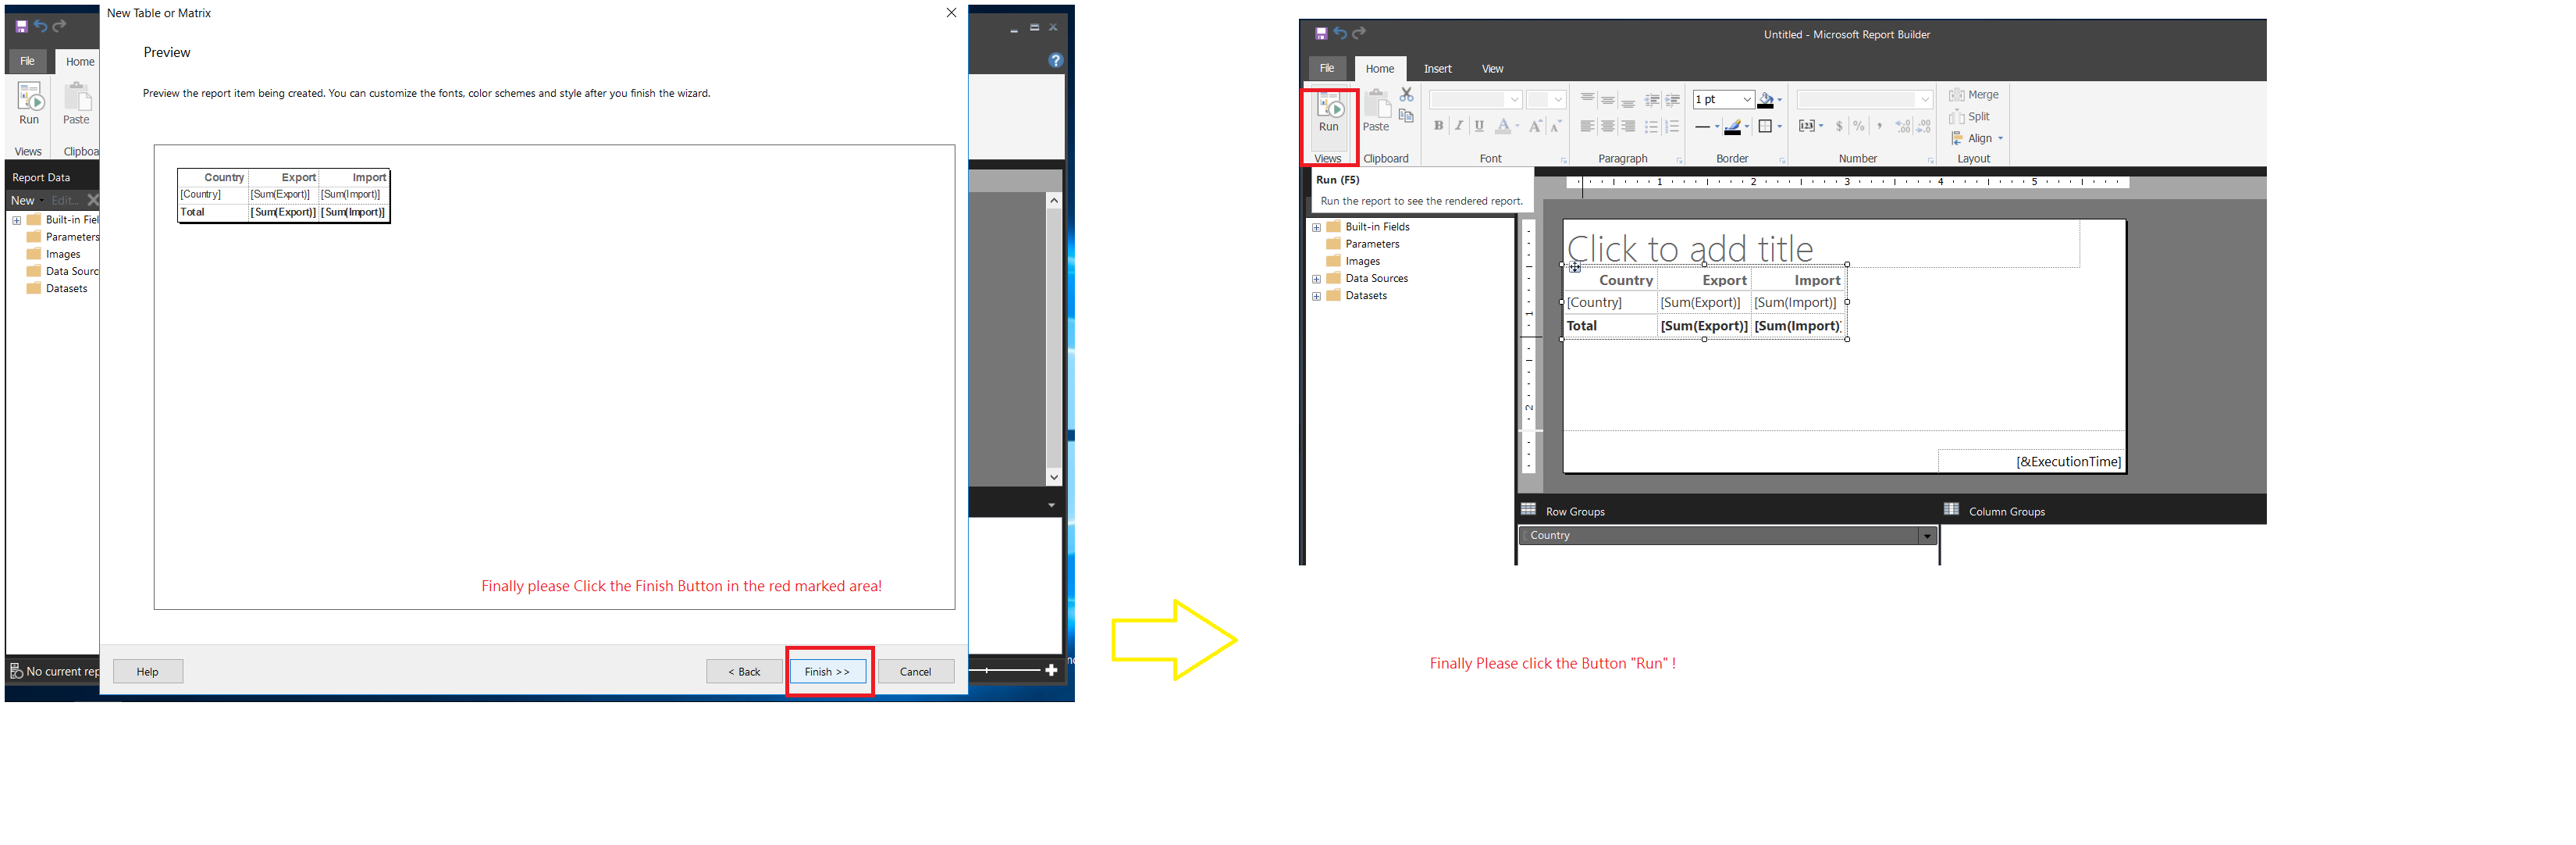 New Table or Matrix
File
Home
Run
Paste
Views
Clipboa
Report Data
New
Edit...
Built-in Fiel
Parameters
Images
Data Sourc
Datasets
No current rep
Preview
Preview the report item being created. You can customize the fonts, color schemes and style after you finish the wizard.
Country Export Import
[Country] [Sum(Export)] [Sum(Import)]
Total [Sum(Export)] [Sum(Import)]
Finally please Click the Finish Button in the red marked area!
Help
< Back
Finish >>
Cancel
Untitled - Microsoft Report Builder
File Home Insert View
Run
Paste
B I U A A A
1 pt
123 $ % ,
Merge
Split
Align
Views Clipboard Font Paragraph Border Number Layout
Run (F5)
Run the report to see the rendered report.
Built-in Fields
Parameters
Images
Data Sources
Datasets
1 2 3 4 5
1
2
Click to add title
Country Export Import
[Country] [Sum(Export)] [Sum(Import)]
Total [Sum(Export)] [Sum(Import)
[&ExecutionTime]
Row Groups
Column Groups
Country
Finally Please click the Button "Run" !